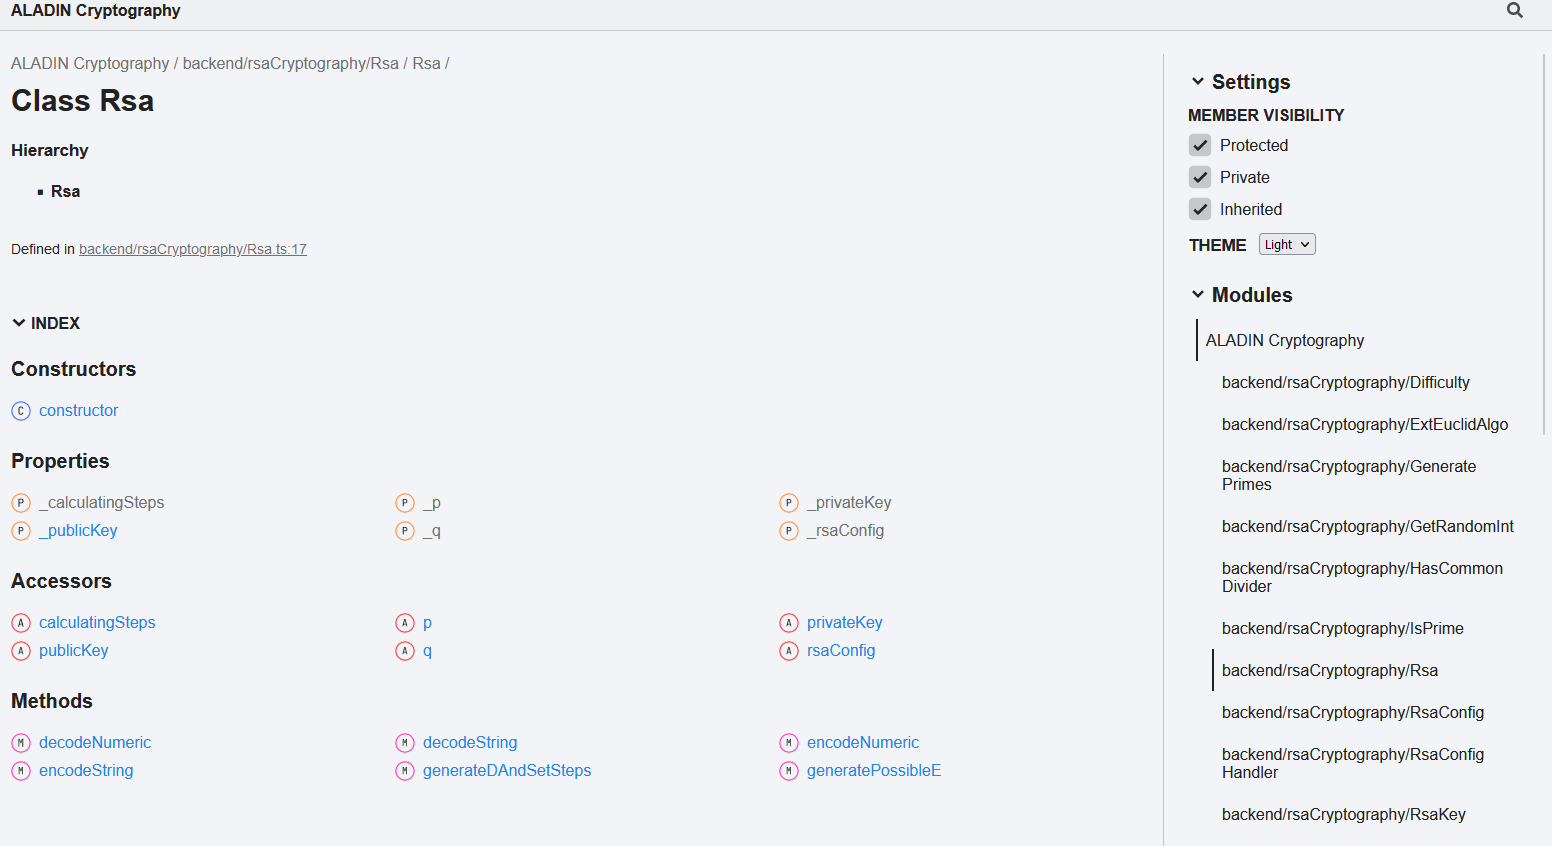 ALADIN Cryptography
ALADIN Cryptography / backend/rsaCryptography/Rsa / Rsa /
Class Rsa
Hierarchy
Rsa
Defined in backend/rsaCryptography/Rsa.ts:17
INDEX
Constructors
C constructor
Properties
P _calculatingSteps P _p P _privateKey
P _publicKey P _q P _rsaConfig
Accessors
A calculatingSteps A p A privateKey
A publicKey A q A rsaConfig
Methods
M decodeNumeric M decodeString M encodeNumeric
M encodeString M generateDAndSetSteps M generatePossibleE
Settings
MEMBER VISIBILITY
Protected
Private
Inherited
THEME Light
Modules
ALADIN Cryptography
backend/rsaCryptography/Difficulty
backend/rsaCryptography/ExtEuclidAlgo
backend/rsaCryptography/Generate
Primes
backend/rsaCryptography/GetRandomInt
backend/rsaCryptography/HasCommon
Divider
backend/rsaCryptography/IsPrime
backend/rsaCryptography/Rsa
backend/rsaCryptography/RsaConfig
backend/rsaCryptography/RsaConfig
Handler
backend/rsaCryptography/RsaKey